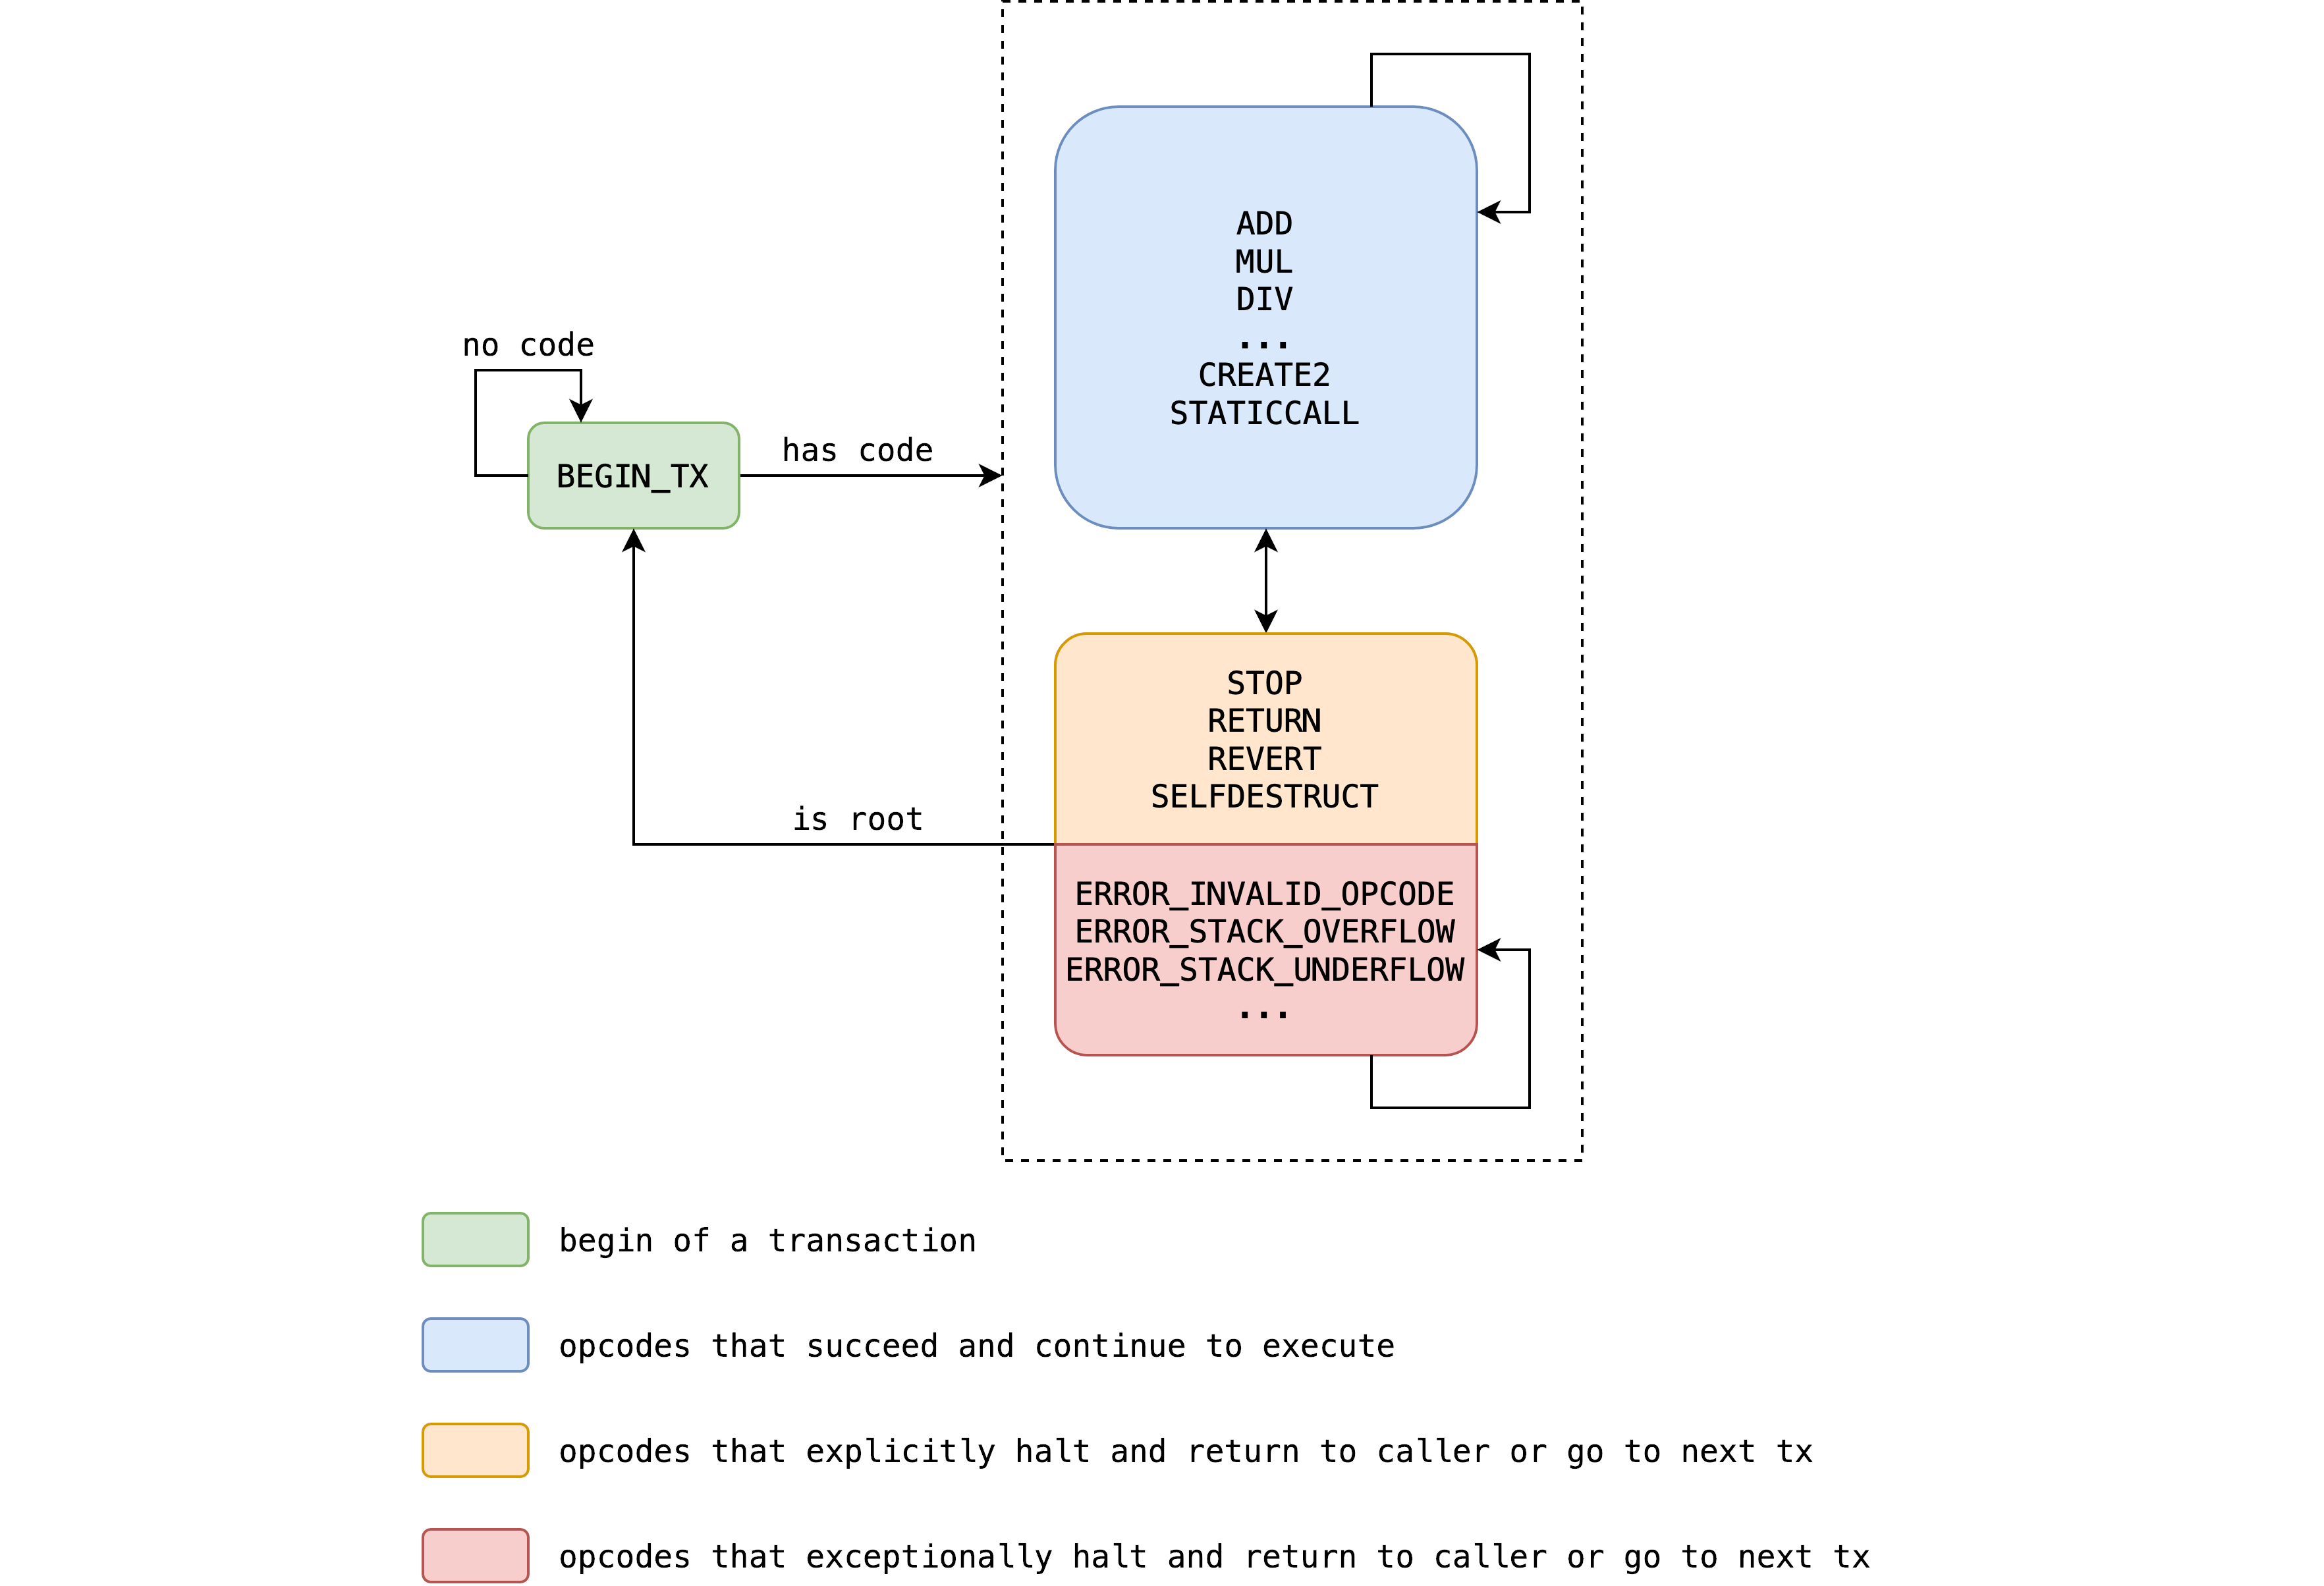 ADD
MUL
DIV
...
CREATE2
STATICCALL
no code
BEGIN_TX
has code
STOP
RETURN
REVERT
SELFDESTRUCT
is root
ERROR_INVALID_OPCODE
ERROR_STACK_OVERFLOW
ERROR_STACK_UNDERFLOW
...
begin of a transaction
opcodes that succeed and continue to execute
opcodes that explicitly halt and return to caller or go to next tx
opcodes that exceptionally halt and return to caller or go to next tx